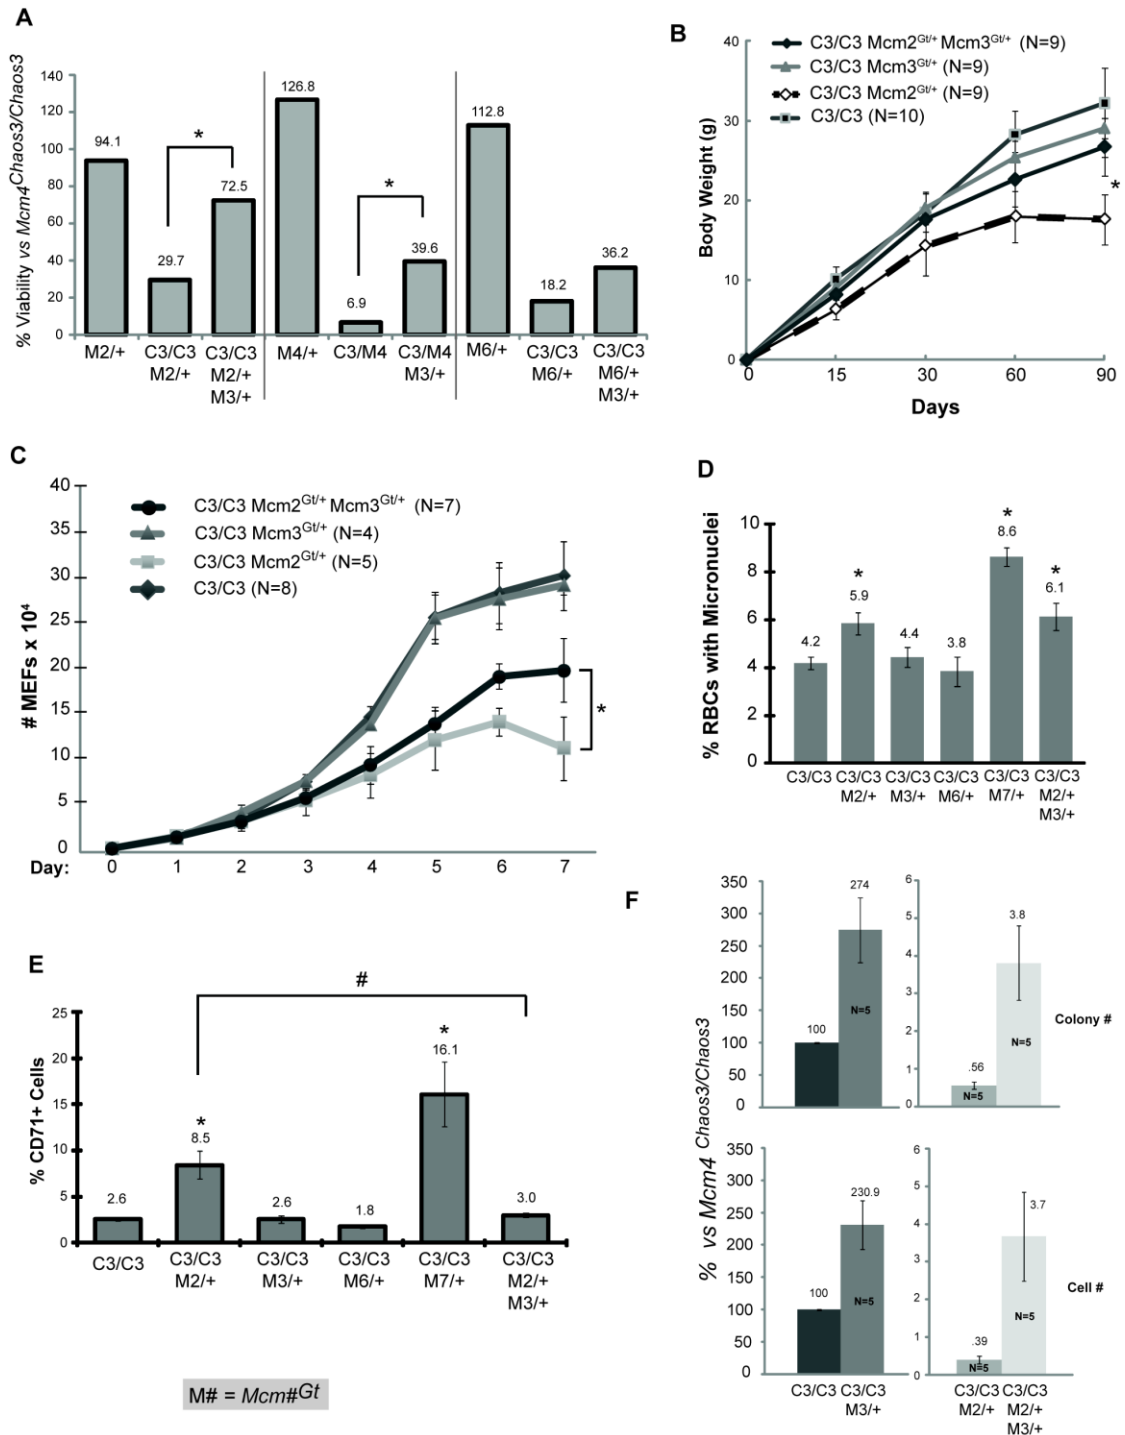 A
% Viability vs Mcm4Chaos3/Chaos3
140
120
100
80
60
40
20
0
94.1
29.7
72.5
*
126.8
6.9
39.6
*
112.8
18.2
36.2
M2/+
C3/C3
M2/+
C3/C3
M2/+
M3/+
M4/+
C3/M4
C3/M4
M3/+
M6/+
C3/C3
M6/+
C3/C3
M6/+
M3/+
B
C3/C3 Mcm2Gt/+ Mcm3Gt/+ (N=9)
C3/C3 Mcm3Gt/+ (N=9)
C3/C3 Mcm2Gt/+ (N=9)
C3/C3 (N=10)
Body Weight (g)
40
30
20
10
0
*
0 15 30 60 90
Days
C
C3/C3 Mcm2Gt/+ Mcm3Gt/+ (N=7)
C3/C3 Mcm3Gt/+ (N=4)
C3/C3 Mcm2Gt/+ (N=5)
C3/C3 (N=8)
# MEFs x 10⁴
40
35
30
25
20
15
10
5
0
*
Day: 0 1 2 3 4 5 6 7
D
% RBCs with Micronuclei
10
8
6
4
2
0
4.2
*
5.9
4.4
3.8
*
8.6
*
6.1
C3/C3
C3/C3
M2/+
C3/C3
M3/+
C3/C3
M6/+
C3/C3
M7/+
C3/C3
M2/+
M3/+
E
#
% CD71+ Cells
25
20
15
10
5
0
2.6
*
8.5
2.6
1.8
*
16.1
3.0
C3/C3
C3/C3
M2/+
C3/C3
M3/+
C3/C3
M6/+
C3/C3
M7/+
C3/C3
M2/+
M3/+
M# = Mcm#Gt
F
% vs Mcm4 Chaos3/Chaos3
350
300
250
350
150
100
50
0
100
274
N=5
6
5
4
3
2
1
0
.56
N=5
3.8
N=5
Colony #
350
300
250
200
150
100
50
0
100
230.9
N=5
6
5
4
3
2
1
0
.39
N=5
3.7
N=5
Cell #
C3/C3
C3/C3
M3/+
C3/C3
M2/+
C3/C3
M2/+
M3/+